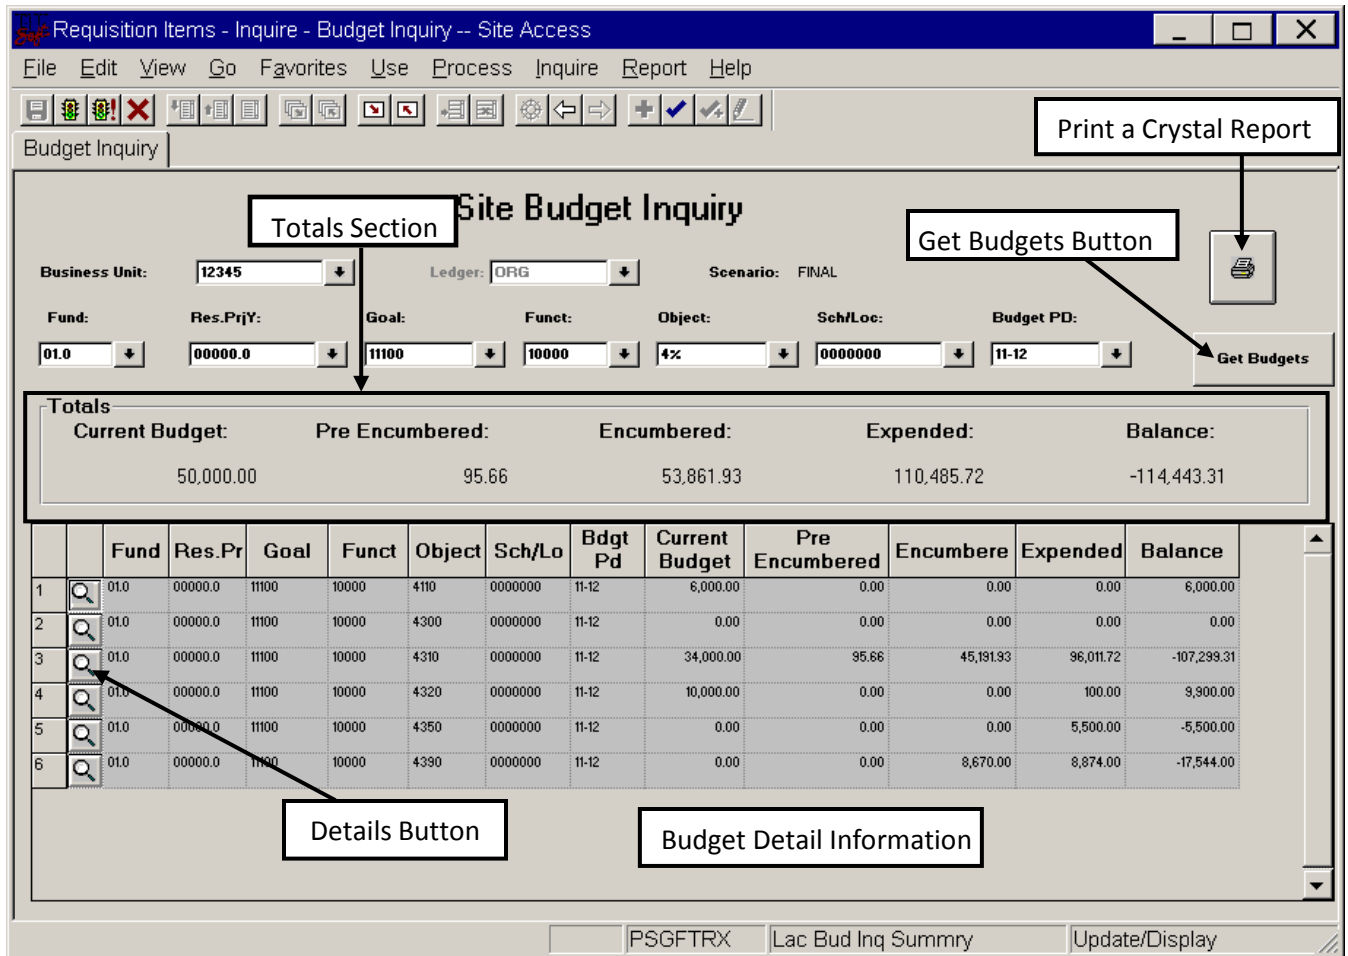 Requisition Items - Inquire - Budget Inquiry -- Site Access
File Edit View Go Favorites Use Process Inquire Report Help
Print a Crystal Report
Budget Inquiry
Site Budget Inquiry
Totals Section
Get Budgets Button
Business Unit: 12345 Ledger: ORG Scenario: FINAL
Fund: Res.PrjY: Goal: Funct: Object: Sch/Loc: Budget PD:
01.0 00000.0 11100 10000 4% 0000000 11-12 Get Budgets
Totals
Current Budget: Pre Encumbered: Encumbered: Expended: Balance:
50,000.00 95.66 53,861.93 110,485.72 -114,443.31
Fund Res.Pr Goal Funct Object Sch/Lo Bdgt Pd Current Budget Pre Encumbered Encumbere Expended Balance
1 01.0 00000.0 11100 10000 4110 0000000 11-12 6,000.00 0.00 0.00 0.00 6,000.00
2 01.0 00000.0 11100 10000 4300 0000000 11-12 0.00 0.00 0.00 0.00 0.00
3 01.0 00000.0 11100 10000 4310 0000000 11-12 34,000.00 95.66 45,191.93 96,011.72 -107,299.31
4 01.0 00000.0 11100 10000 4320 0000000 11-12 10,000.00 0.00 0.00 100.00 9,900.00
5 01.0 00000.0 11100 10000 4350 0000000 11-12 0.00 0.00 0.00 5,500.00 -5,500.00
6 01.0 00000.0 11100 10000 4390 0000000 11-12 0.00 0.00 8,670.00 8,874.00 -17,544.00
Details Button
Budget Detail Information
PSGFTRX Lac Bud Inq Summry Update/Display